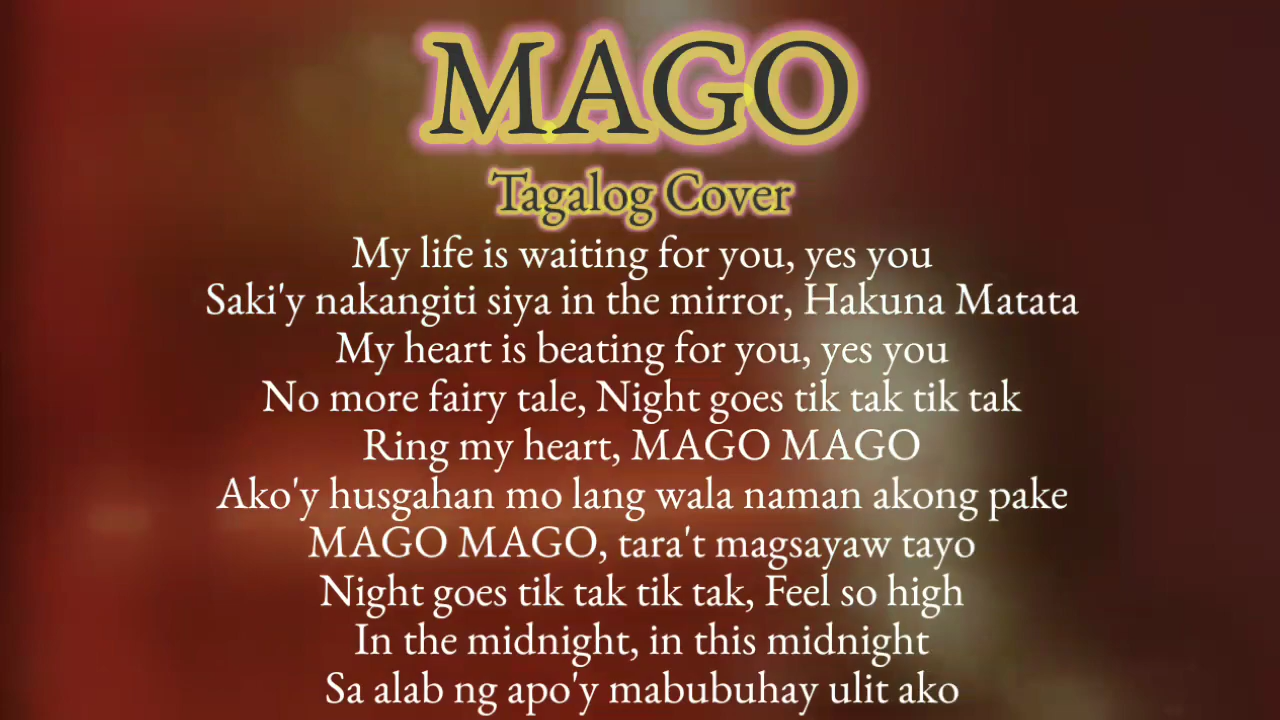 MAGO
Tagalog Cover
My life is waiting for you, yes you
Saki'y nakangiti siya in the mirror, Hakuna Matata
My heart is beating for you, yes you
No more fairy tale, Night goes tik tak tik tak
Ring my heart, MAGO MAGO
Ako'y husgahan mo lang wala naman akong pake
MAGO MAGO, tara't magsayaw tayo
Night goes tik tak tik tak, Feel so high
In the midnight, in this midnight
Sa alab ng apo'y mabubuhay ulit ako